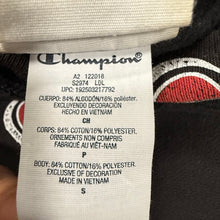 Champion
A2 122018
S2974 LDL
UPC: 192503217792
CUERPO: 84% ALGODÓN/16% poliéster.
EXCLUYENDO DECORACIÓN
HECHO EN VIETNAM
CH
CORPS: 84% COTON/16% POLYESTER.
ORNEMENTS NON COMPRIS
FABRIQUÉ AU VIÊT-NAM
P
BODY: 84% COTTON/16% POLYESTER.
EXCLUSIVE OF DECORATION
MADE IN VIETNAM
S